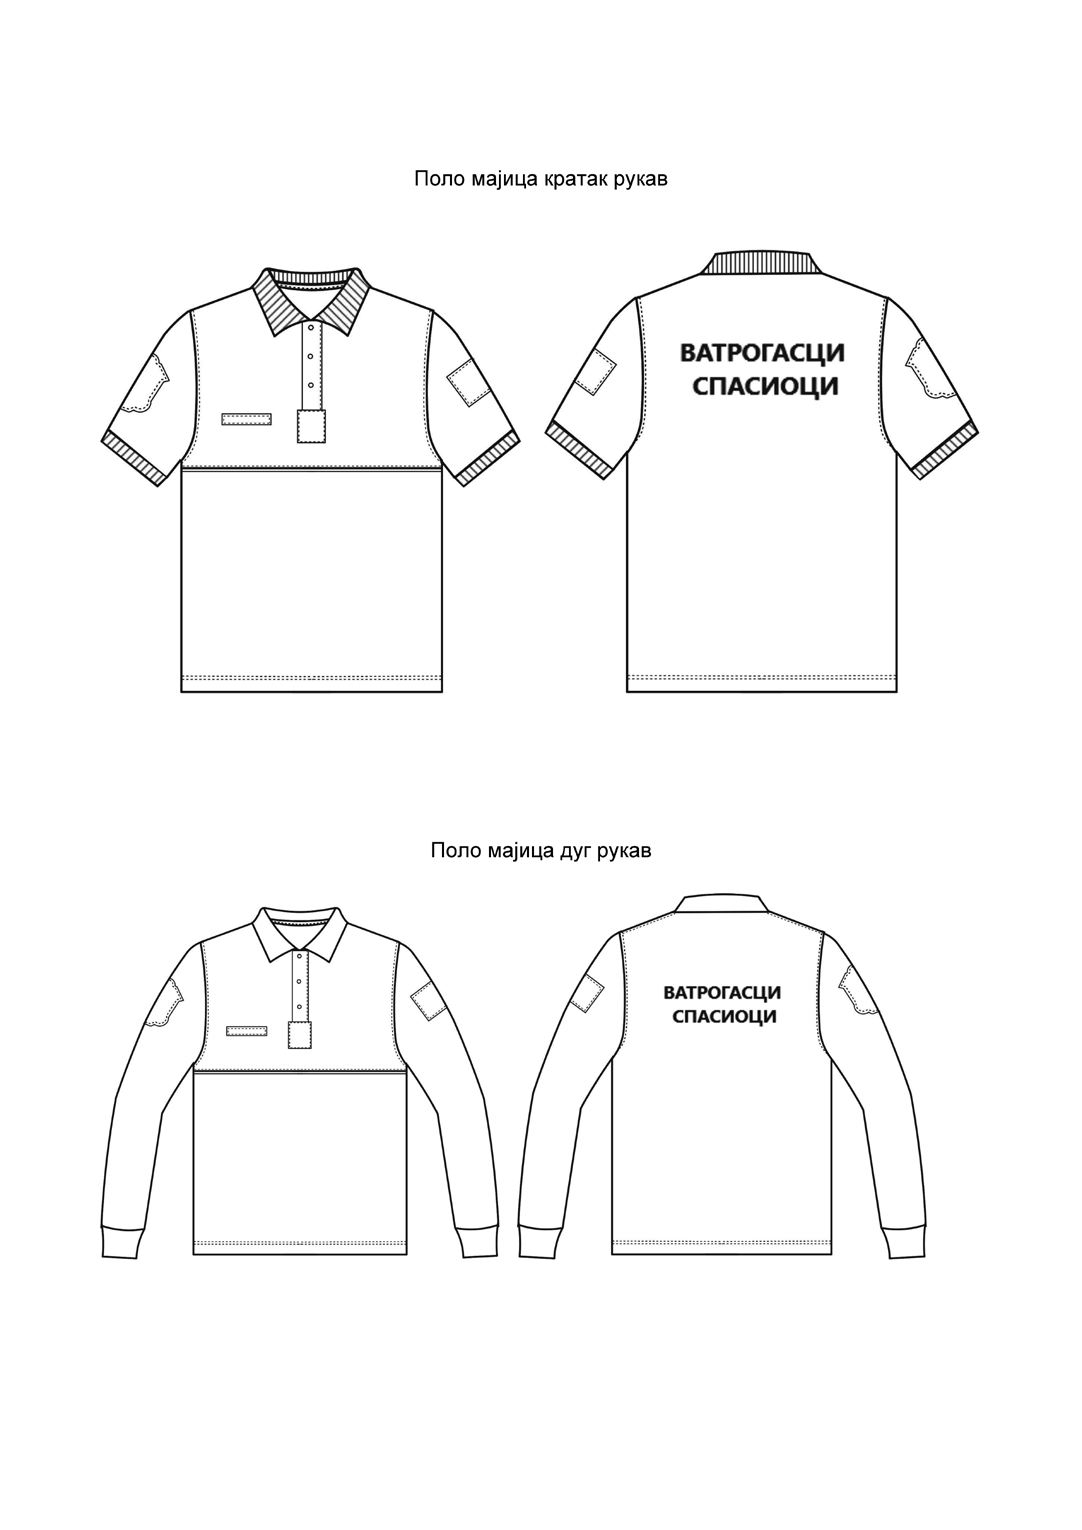 Поло мајица кратак рукав
ВАТРОГАСЦИ
СПАСИОЦИ
Поло мајица дуг рукав
ВАТРОГАСЦИ
СПАСИОЦИ